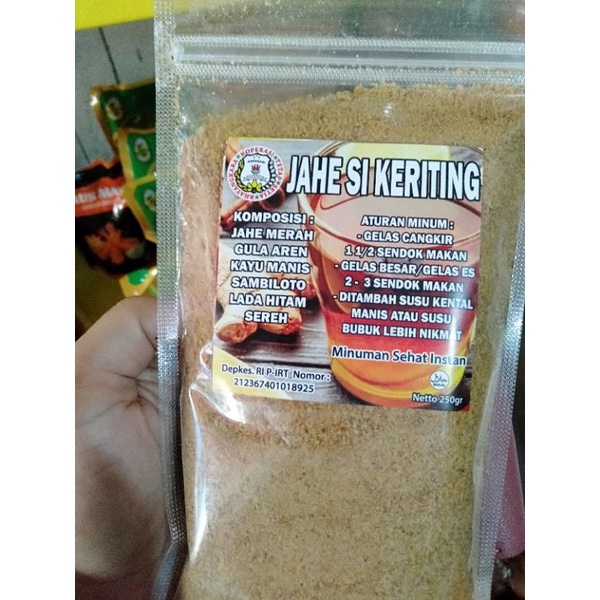 JAHE SI KERITING
KOMPOSISI :
JAHE MERAH
GULA AREN
KAYU MANIS
SAMBILOTO
LADA HITAM
SEREH
ATURAN MINUM :
- GELAS CANGKIR
1 1/2 SENDOK MAKAN
- GELAS BESAR/GELAS ES
2 - 3 SENDOK MAKAN
- DITAMBAH SUSU KENTAL
MANIS ATAU SUSU
BUBUK LEBIH NIKMAT
Minuman Sehat Instan
Depkes. RI P-IRT Nomor :
212367401018925
Netto 250gr